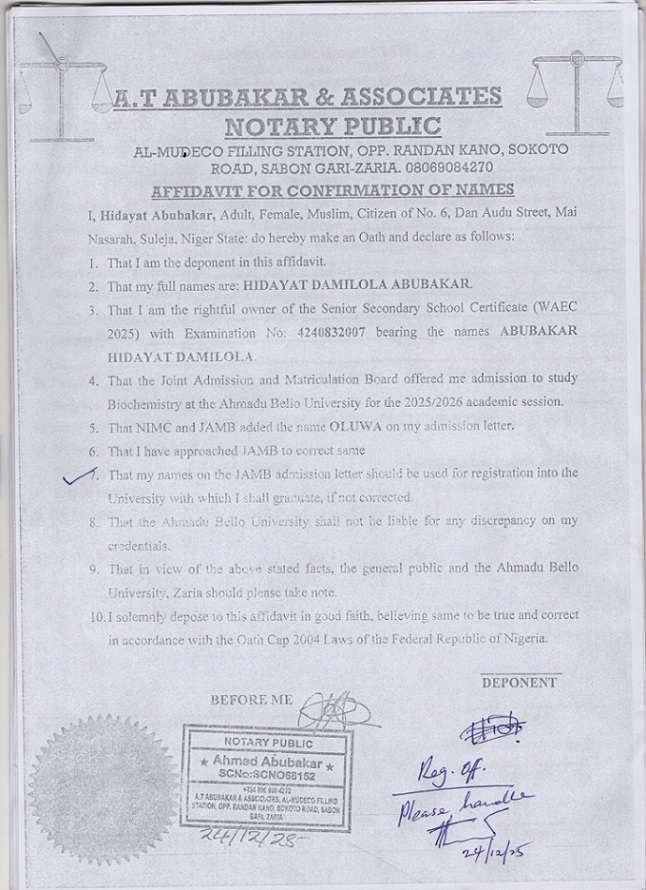 A.T ABUBAKAR & ASSOCIATES
NOTARY PUBLIC
AL-MUDECO FILLING STATION, OPP. RANDAN KANO, SOKOTO
ROAD, SABON GARI-ZARIA. 08069084270
AFFIDAVIT FOR CONFIRMATION OF NAMES
I, Hidayat Abubakar, Adult, Female, Muslim, Citizen of No. 6, Dan Audu Street, Mai
Nasarah, Suleja, Niger State: do hereby make an Oath and declare as follows:
1. That I am the deponent in this affidavit.
2. That my full names are: HIDAYAT DAMILOLA ABUBAKAR.
3. That I am the rightful owner of the Senior Secondary School Certificate (WAEC
2025) with Examination No: 4240832007 bearing the names ABUBAKAR
HIDAYAT DAMILOLA.
4. That the Joint Admission and Matriculation Board offered me admission to study
Biochemistry at the Ahmadu Bello University for the 2025/2026 academic session.
5. That NIMC and JAMB added the name OLUWA on my admission letter.
6. That I have approached JAMB to correct same
7. That my names on the JAMB admission letter should be used for registration into the
University with which I shall graduate, if not corrected.
8. That the Ahmadu Bello University shall not be liable for any discrepancy on my
credentials.
9. That in view of the above stated facts, the general public and the Ahmadu Bello
University, Zaria should please take note.
10. I solemnly depose to this affidavit in good faith, believing same to be true and correct
in accordance with the Oath Cap 2004 Laws of the Federal Republic of Nigeria.
DEPONENT
BEFORE ME
NOTARY PUBLIC
★ Ahmed Abubakar ★
SCNo:SCN068152
A.T ABUBAKAR & ASSOCIATES, AL-MUDECO FILLING
STATION, OPP. RANDAN KANO, SOKOTO ROAD, SABON
GARI, ZARIA
24/12/25
Reg. Off.
Please handle
24/12/25